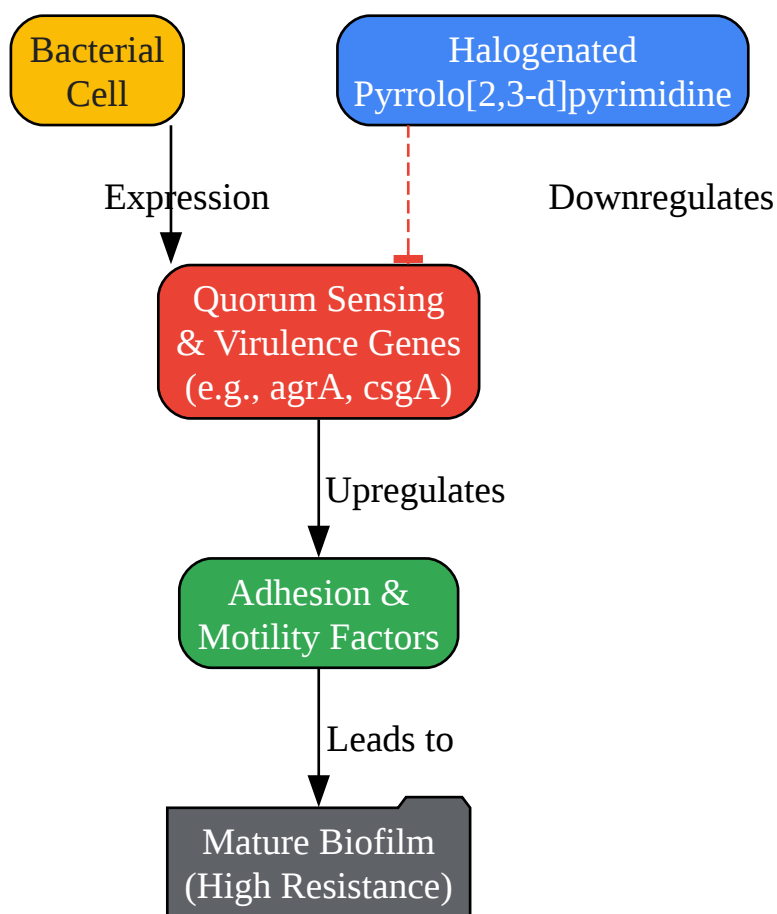 Bacterial
Cell
Halogenated
Pyrrolo[2,3-d]pyrimidine
Expression
Downregulates
Quorum Sensing
& Virulence Genes
(e.g., agrA, csgA)
Upregulates
Adhesion &
Motility Factors
Leads to
Mature Biofilm
(High Resistance)